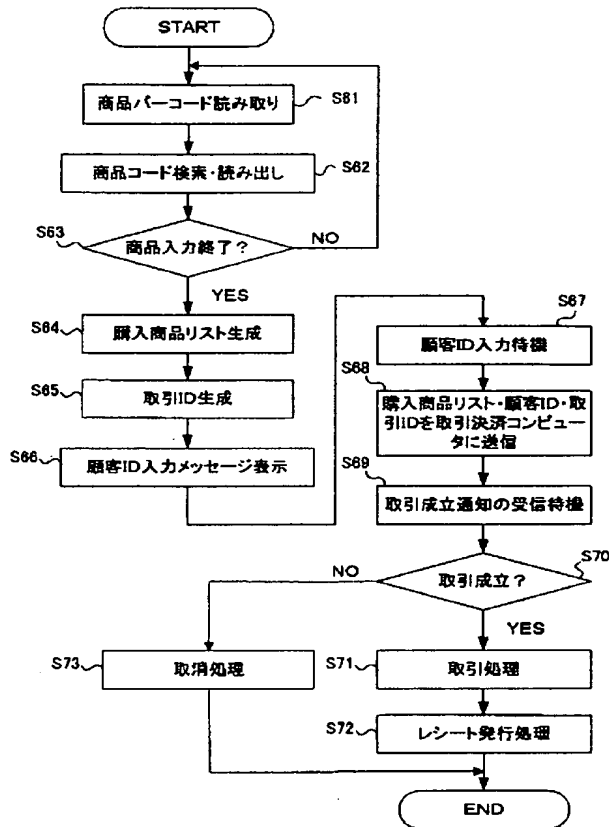 START
商品バーコード読み取り
S61
商品コード検索・読み出し
S62
S63
商品入力終了?
NO
YES
S64
購入商品リスト生成
S65
取引ID生成
S66
顧客ID入力メッセージ表示
S67
顧客ID入力待機
S68
購入商品リスト・顧客ID・取
引IDを取引決済コンピュー
タに送信
S69
取引成立通知の受信待機
取引成立?
S70
NO
YES
S73
取消処理
S71
取引処理
S72
レシート発行処理
END